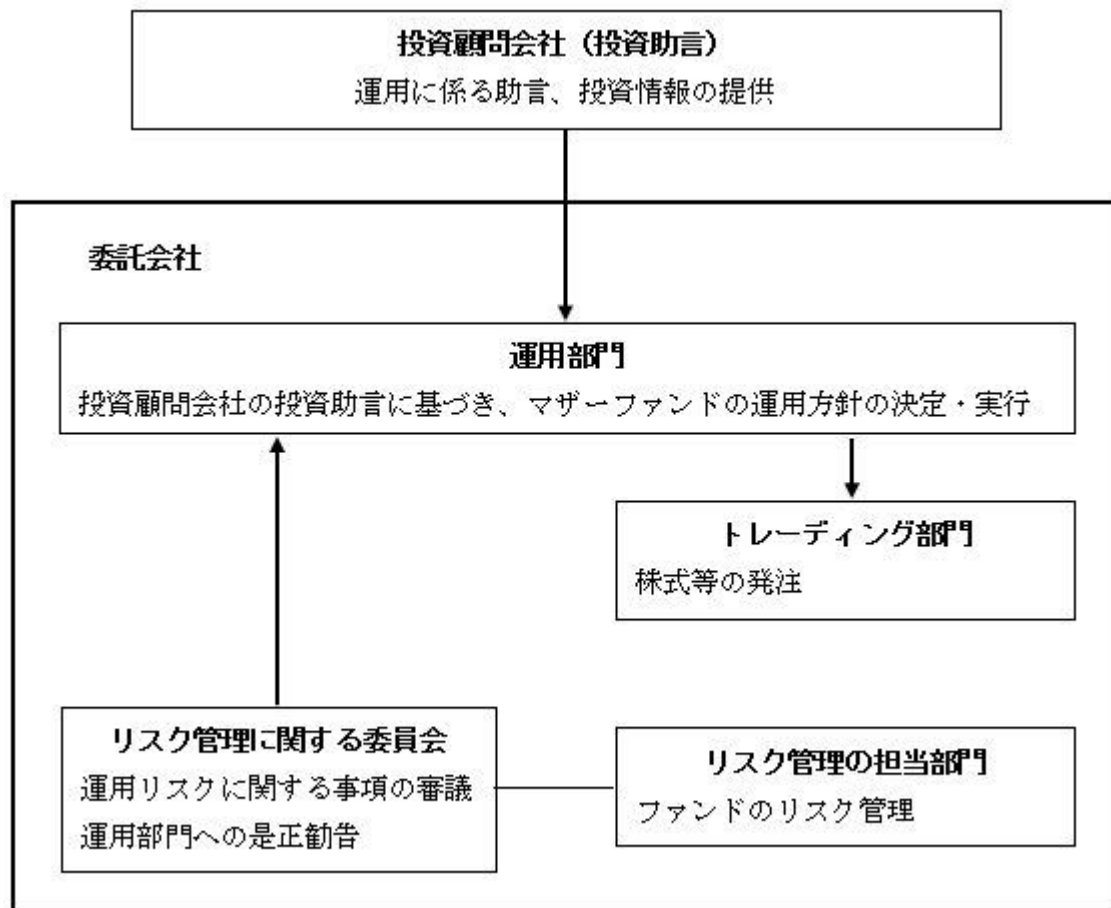 投資顧問会社（投資助言）
運用に係る助言、投資情報の提供
委託会社
運用部門
投資顧問会社の投資助言に基づき、マザーファンドの運用方針の決定・実行
トレーディング部門
株式等の発注
リスク管理に関する委員会
運用リスクに関する事項の審議
運用部門への是正勧告
リスク管理の担当部門
ファンドのリスク管理